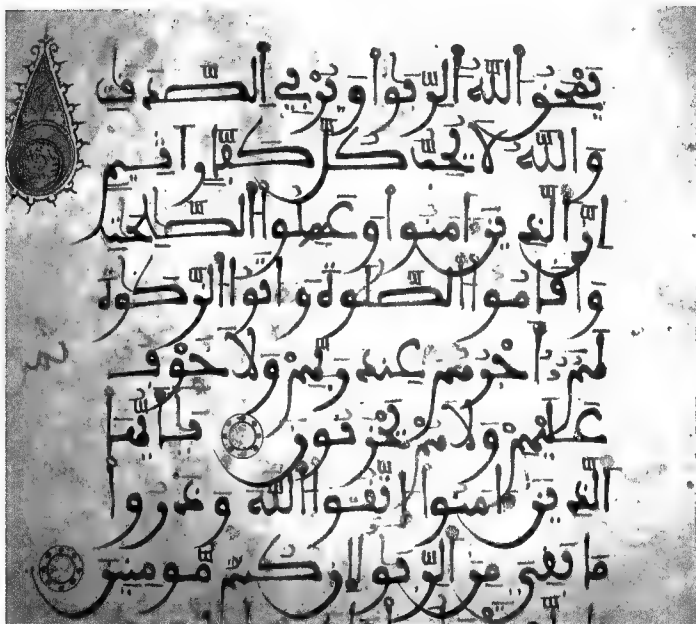 يمحق الله الربوا ويربي الصدقت
والله لا يحب كل كفار اثيم
ان الذين امنوا وعملوا الصلحت
واقاموا الصلوة واتوا الزكوة
لهم اجرهم عند ربهم ولا خوف
عليهم ولا هم يحزنون يايها
الذين امنوا اتقوا الله وذروا
ما بقي من الربوا ان كنتم مومنين